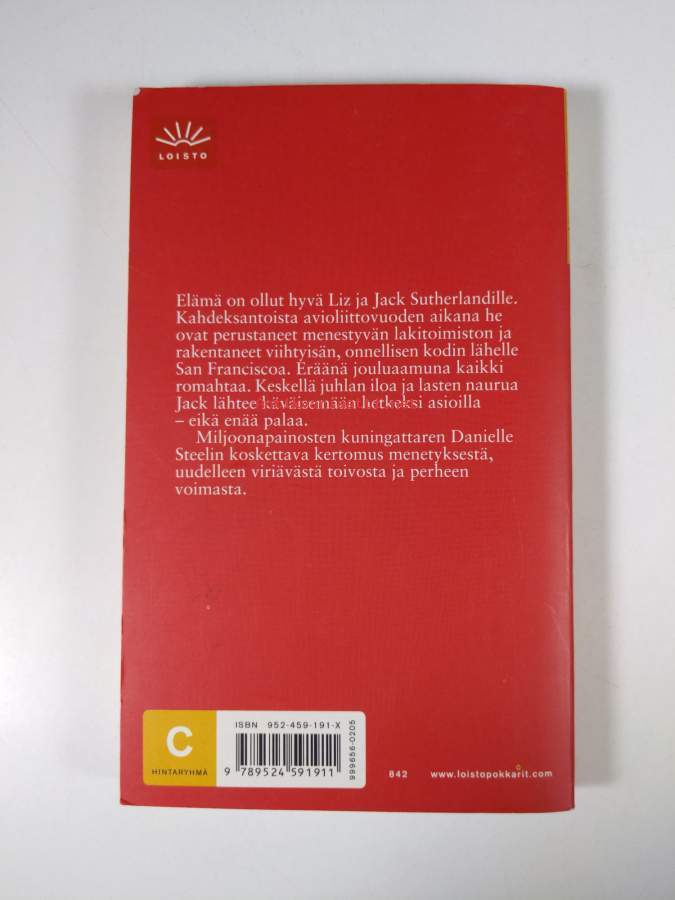 LOISTO
Elämä on ollut hyvä Liz ja Jack Sutherlandille.
Kahdeksantoista avioliittovuoden aikana he
ovat perustaneet menestyvän lakitoimiston ja
rakentaneet viihtyisän, onnellisen kodin lähelle
San Franciscoa. Eräänä jouluaamuna kaikki
romahtaa. Keskellä juhlan iloa ja lasten naurua
Jack lähtee käväisemään hetkeksi asioilla
– eikä enää palaa.
Miljoonapainosten kuningattaren Danielle
Steelin koskettava kertomus menetyksestä,
uudelleen viriävästä toivosta ja perheen
voimasta.
C
HINTARYHMÄ
ISBN 952-459-191-X
9 789524 591911
999656-0205
842
www.loistopokkarit.com